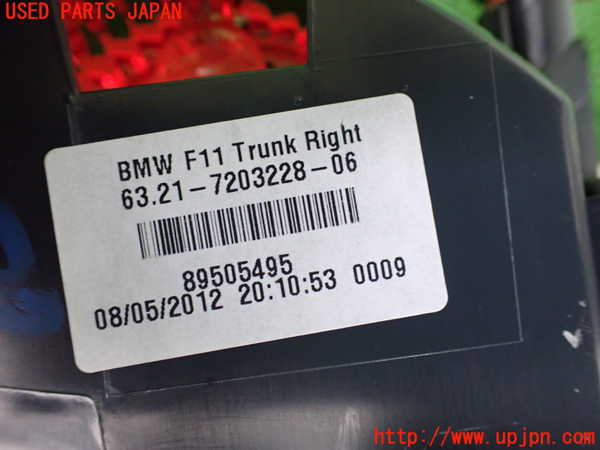 USED PARTS JAPAN
BMW F11 Trunk Right
63.21-7203228-06
89505495
08/05/2012 20:10:53 0009
http://www.upjpn.com/